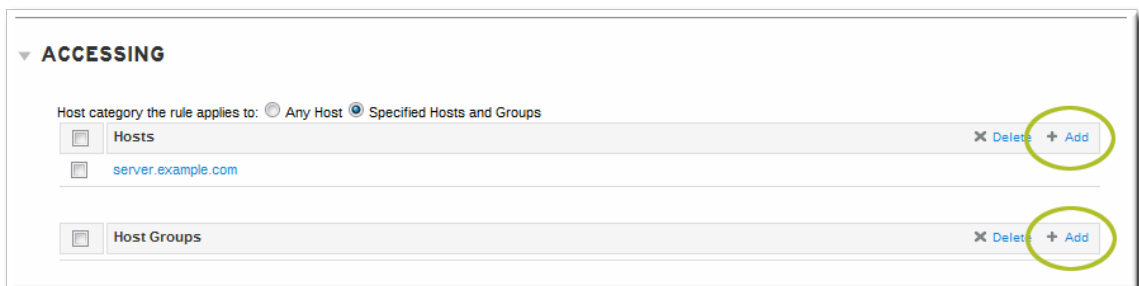 ACCESSING
Host category the rule applies to: Any Host Specified Hosts and Groups
Hosts Delete + Add
server.example.com
Host Groups Delete + Add